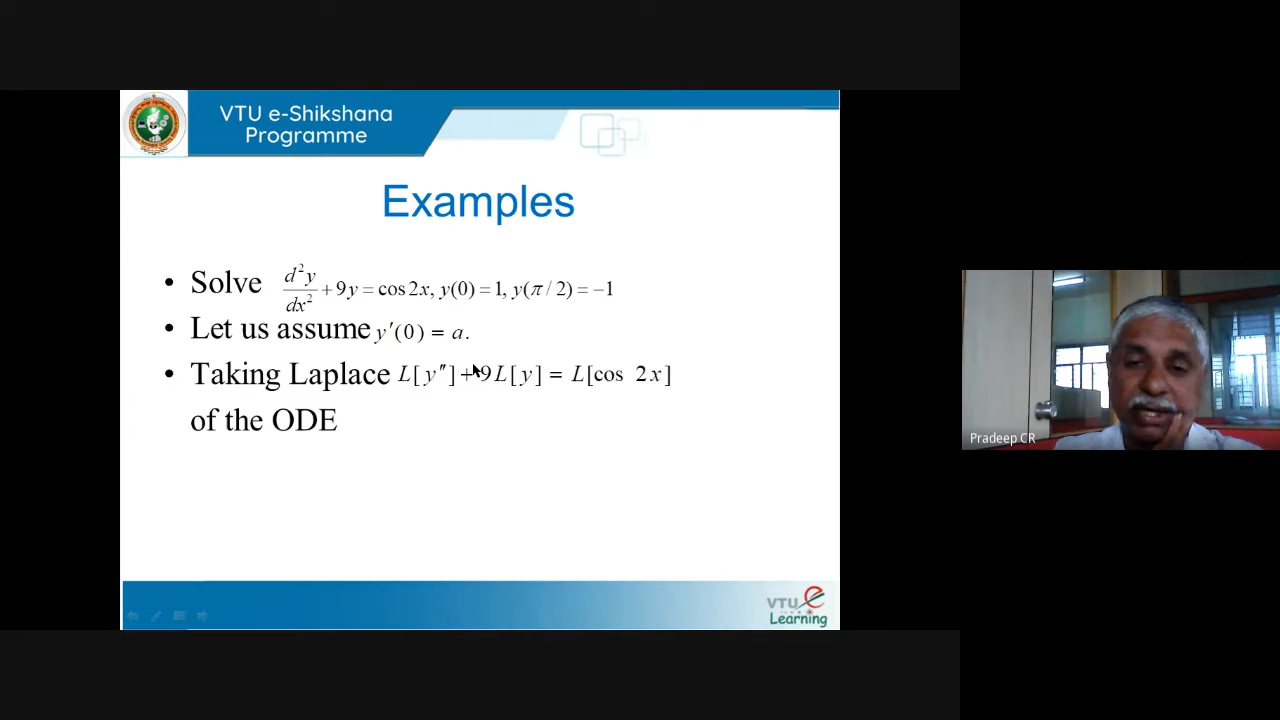 VTU e-Shikshana
Programme
Examples
• Solve d²y/dx² + 9y = cos 2x, y(0) = 1, y(π / 2) = −1
• Let us assume y′(0) = a.
• Taking Laplace L[y″] + 9L[y] = L[cos 2x]
of the ODE
Pradeep CR
VTU e
Learning